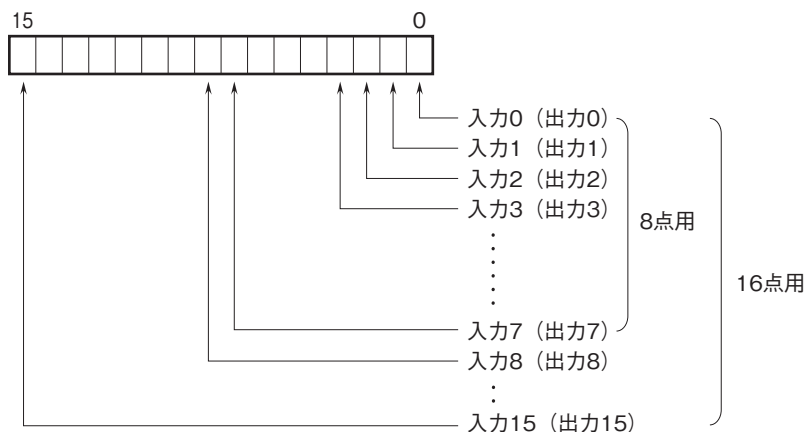 15 0
入力0（出力0）
入力1（出力1）
入力2（出力2）
入力3（出力3）
8点用
16点用
入力7（出力7）
入力8（出力8）
入力15（出力15）